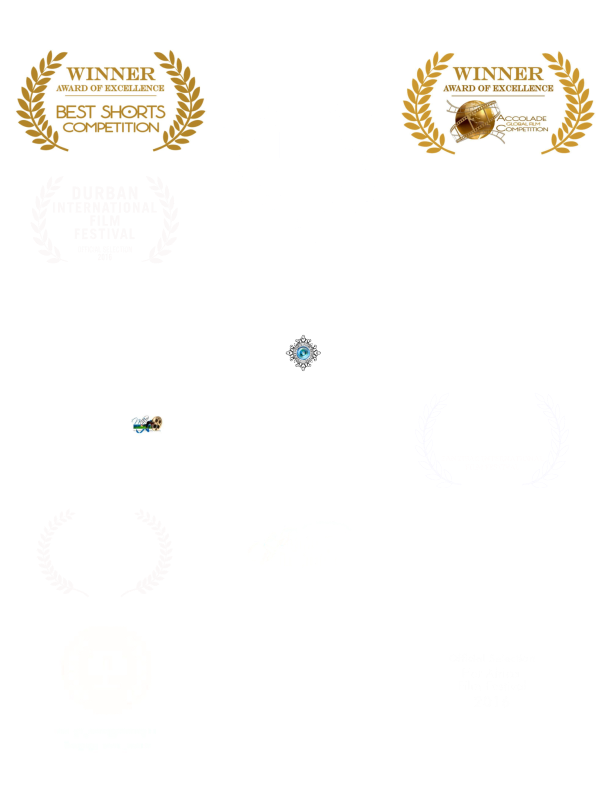 WINNER
AWARD OF EXCELLENCE
BEST SHORTS
COMPETITION
WINNER
AWARD OF EXCELLENCE
ACCOLADE
GLOBAL FILM
COMPETITION
DURBAN
INTERNATIONAL
FILM
FESTIVAL